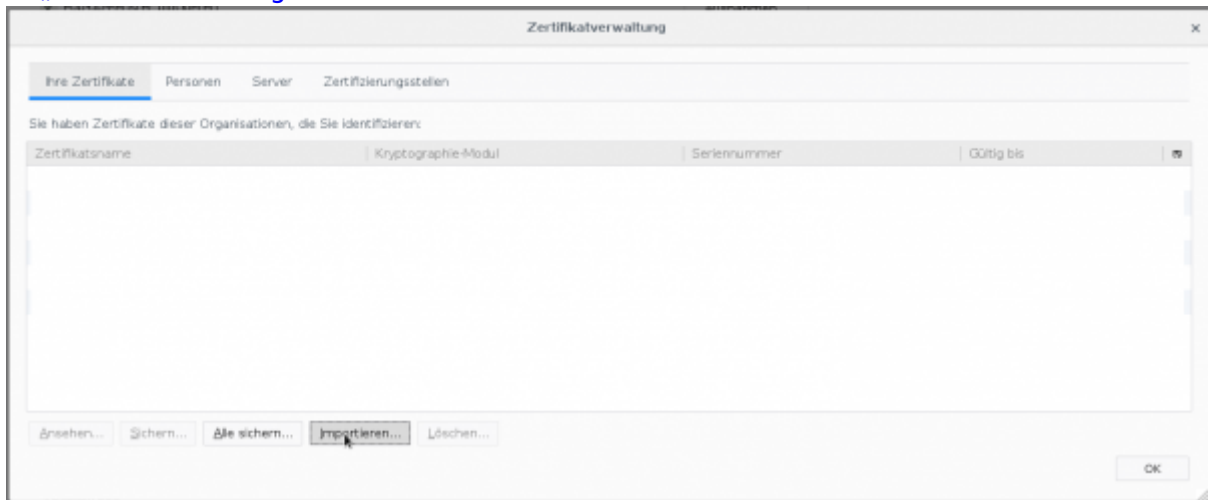 Zertifikatverwaltung
Ihre Zertifikate Personen Server Zertifizierungsstellen
Sie haben Zertifikate dieser Organisationen, die Sie identifizieren:
Zertifikatsname Kryptographie-Modul Seriennummer Gültig bis
Ansehen... Sichern... Alle sichern... Importieren... Löschen...
OK